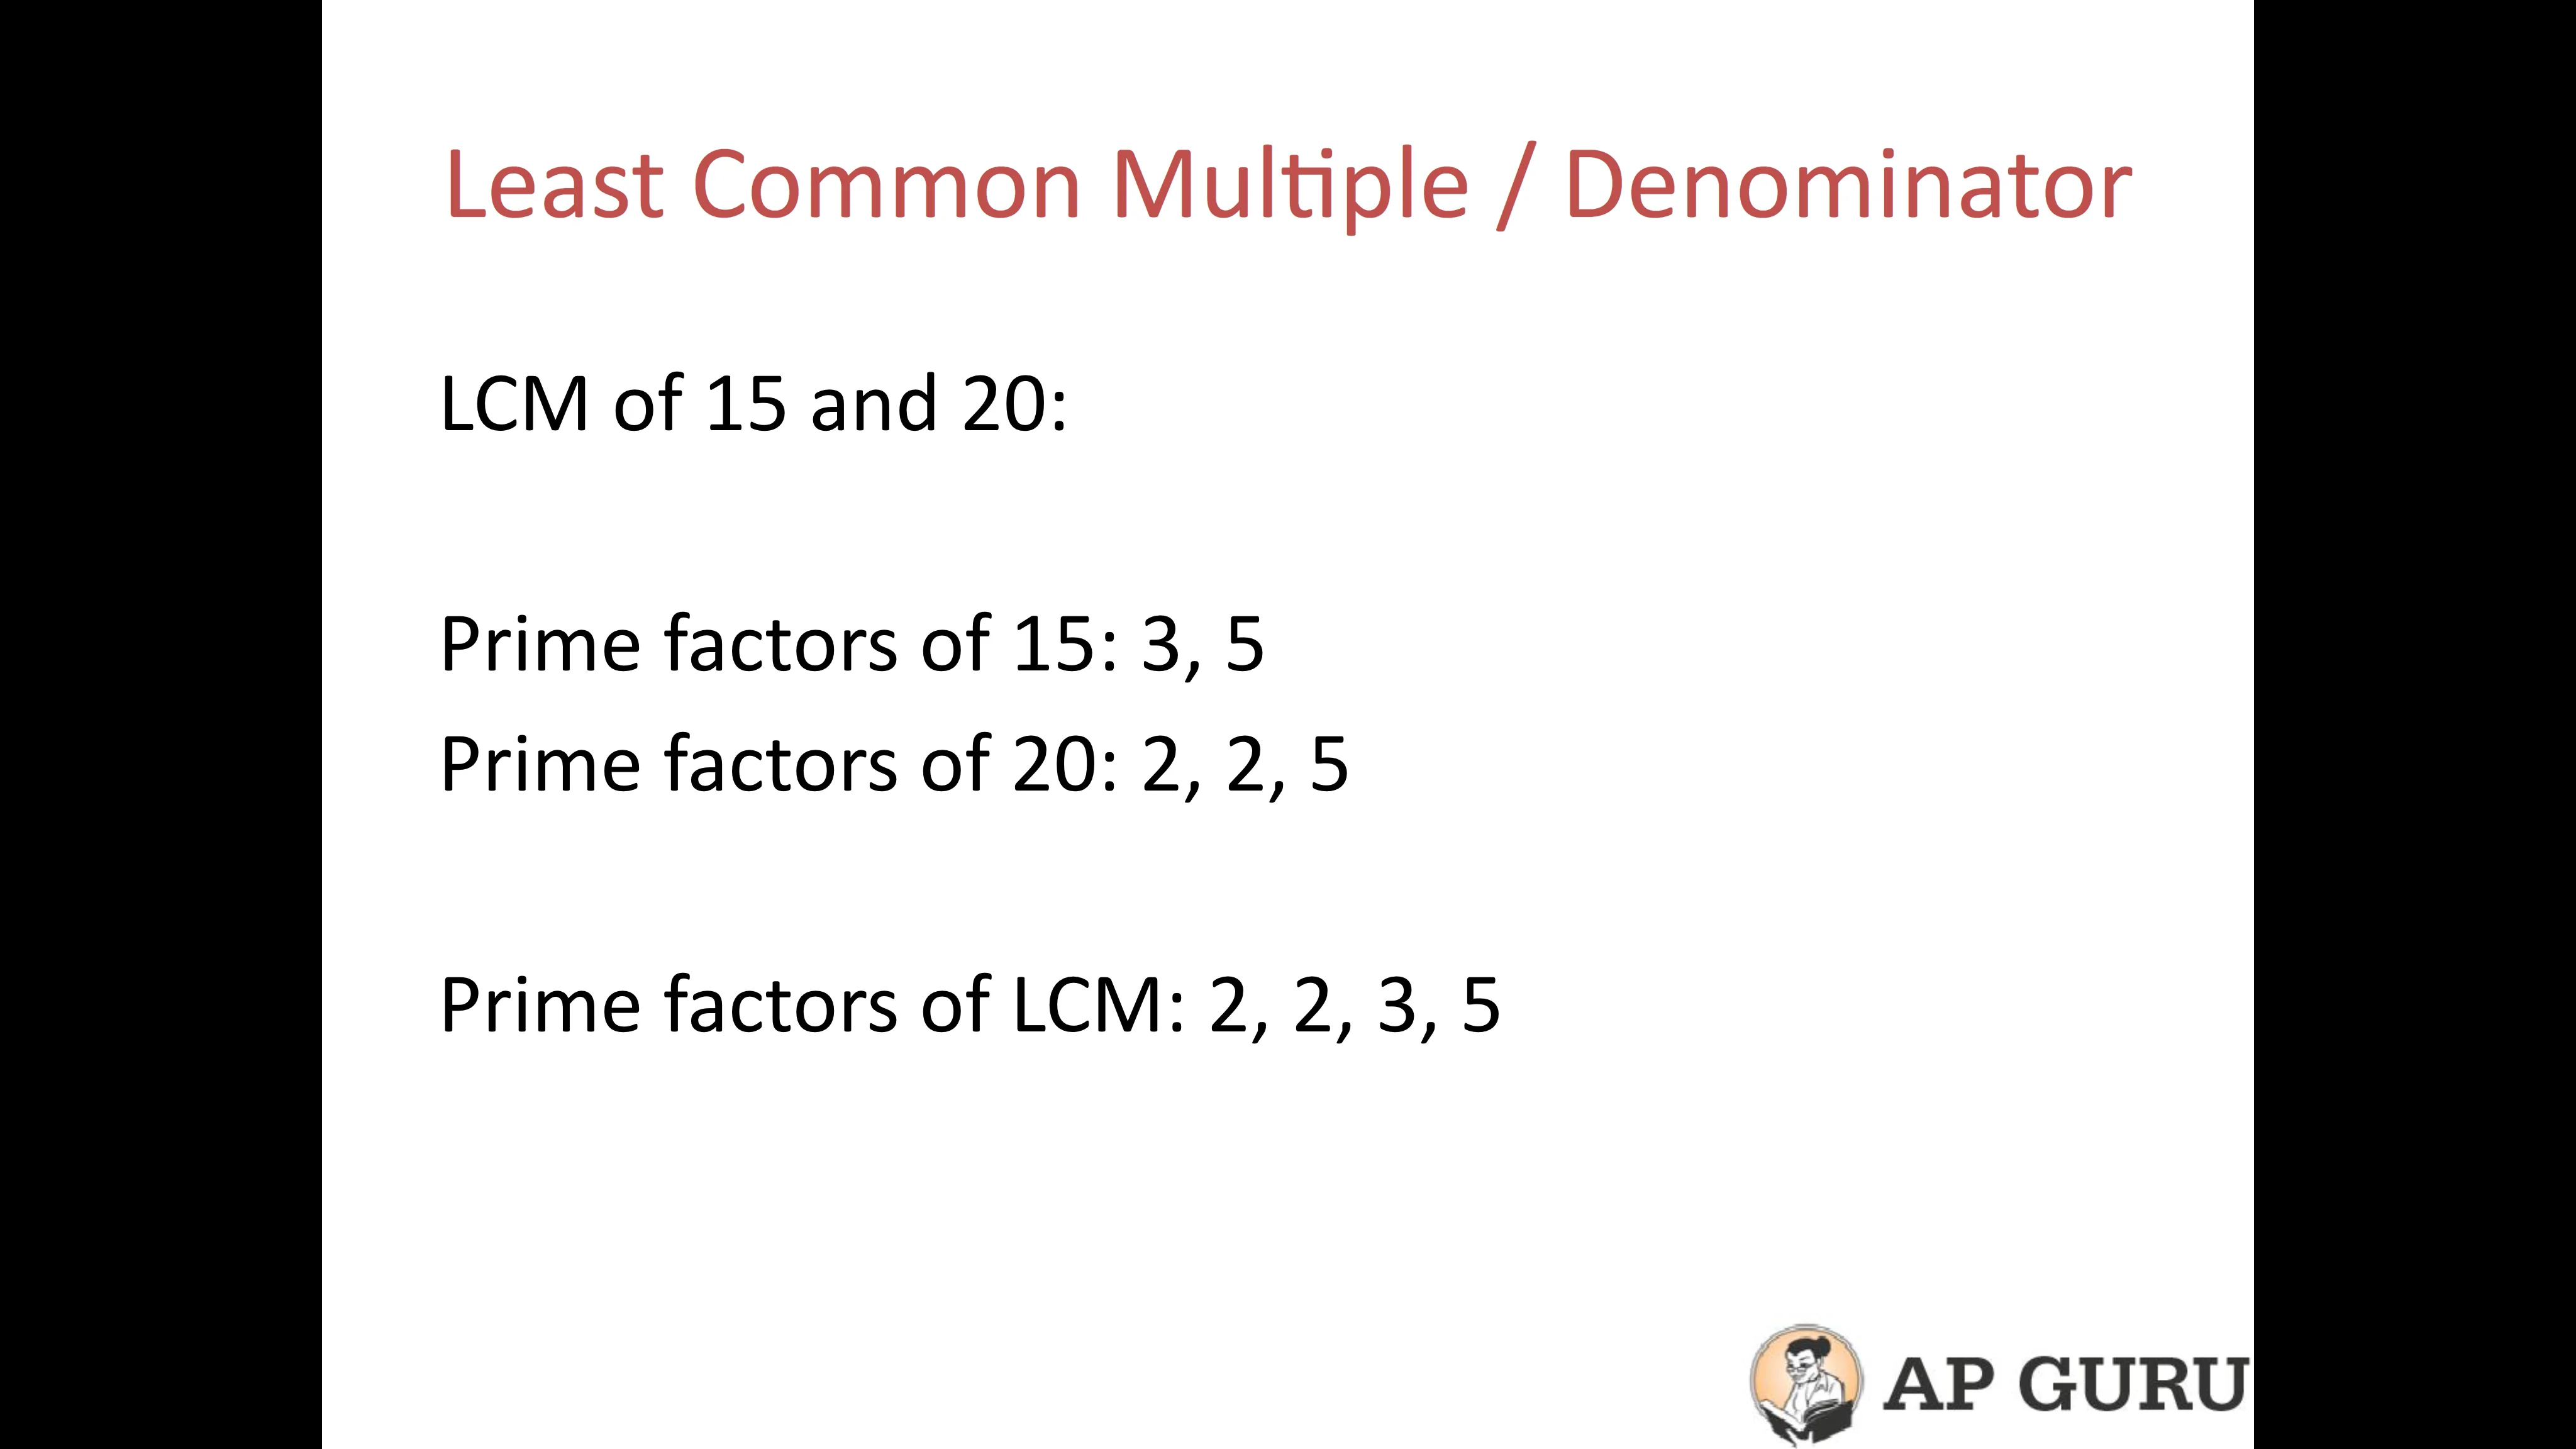 Least Common Multiple / Denominator
LCM of 15 and 20:
Prime factors of 15: 3, 5
Prime factors of 20: 2, 2, 5
Prime factors of LCM: 2, 2, 3, 5
AP GURU